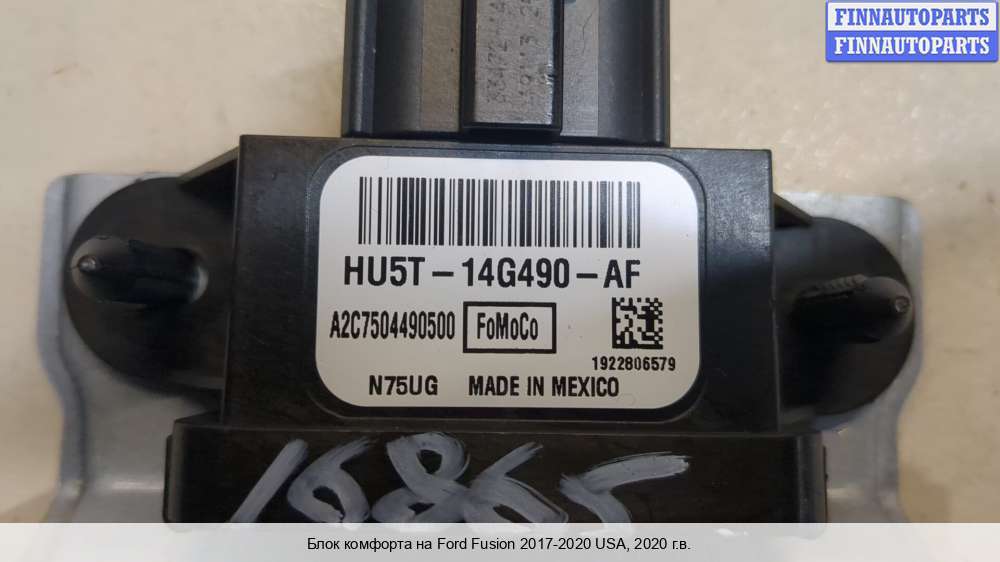 FINNAUTOPARTS
FINNAUTOPARTS
HU5T-14G490-AF
A2C7504490500 FoMoCo
1922806579
N75UG MADE IN MEXICO
16865
Блок комфорта на Ford Fusion 2017-2020 USA, 2020 г.в.